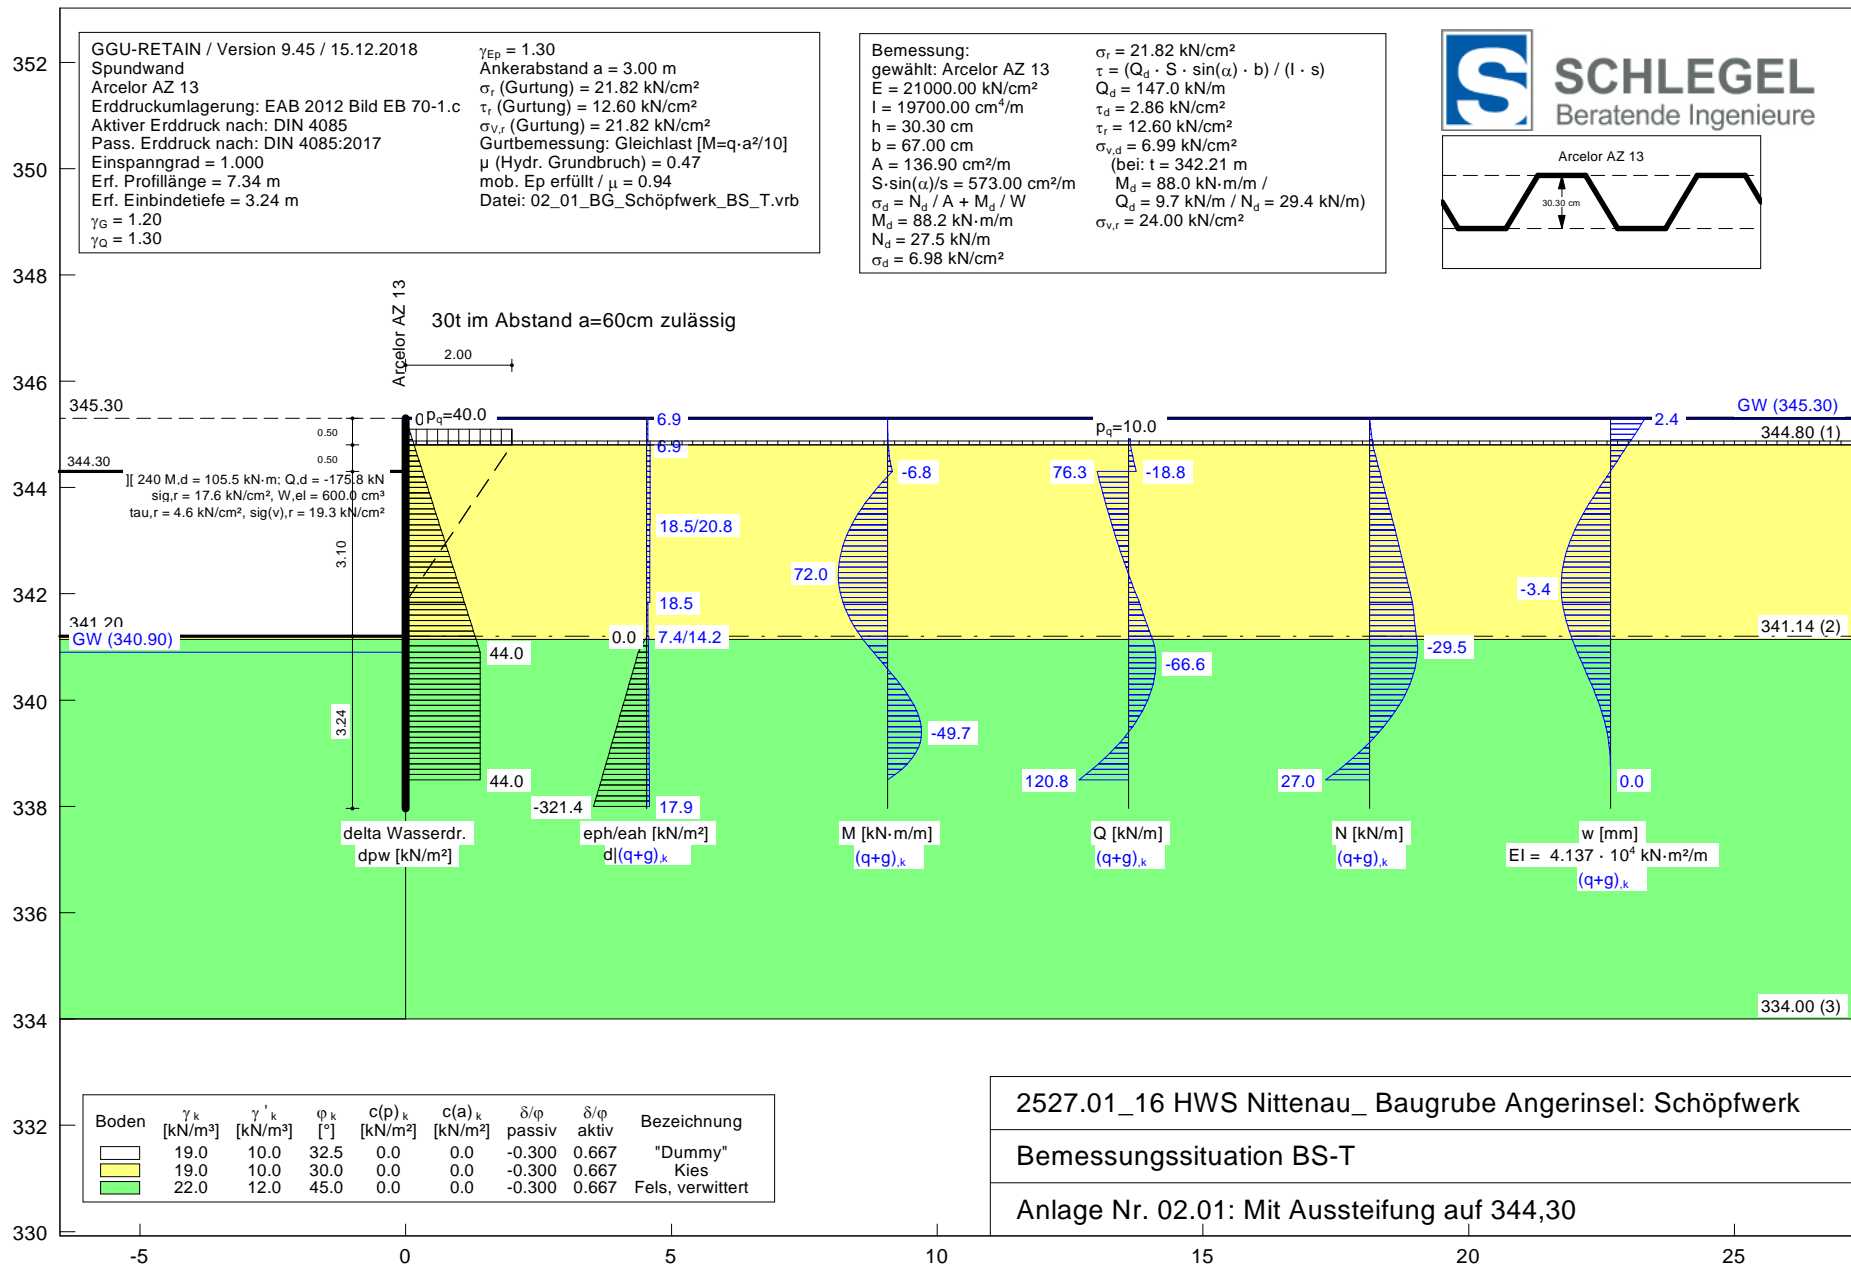 GGU-RETAIN / Version 9.45 / 15.12.2018
Spundwand
Arcelor AZ 13
Erddruckumlagerung: EAB 2012 Bild EB 70-1.c
Aktiver Erddruck nach: DIN 4085
Pass. Erddruck nach: DIN 4085:2017
Einspanngrad = 1.000
Erf. Profillänge = 7.34 m
Erf. Einbindetiefe = 3.24 m
γG = 1.20
γQ = 1.30
γEp = 1.30
Ankerabstand a = 3.00 m
σr (Gurtung) = 21.82 kN/cm²
τr (Gurtung) = 12.60 kN/cm²
σV,r (Gurtung) = 21.82 kN/cm²
Gurtbemessung: Gleichlast [M=q·a²/10]
μ (Hydr. Grundbruch) = 0.47
mob. Ep erfüllt / μ = 0.94
Datei: 02_01_BG_Schöpfwerk_BS_T.vrb
Bemessung:
gewählt: Arcelor AZ 13
E = 21000.00 kN/cm²
I = 19700.00 cm⁴/m
h = 30.30 cm
b = 67.00 cm
A = 136.90 cm²/m
S·sin(α)/s = 573.00 cm²/m
σd = Nd / A + Md / W
Md = 88.2 kN·m/m
Nd = 27.5 kN/m
σd = 6.98 kN/cm²
σr = 21.82 kN/cm²
τ = (Qd · S · sin(α) · b) / (I · s)
Qd = 147.0 kN/m
τd = 2.86 kN/cm²
τr = 12.60 kN/cm²
σv,d = 6.99 kN/cm²
(bei: t = 342.21 m
Md = 88.0 kN·m/m /
Qd = 9.7 kN/m / Nd = 29.4 kN/m)
σv,r = 24.00 kN/cm²
S SCHLEGEL
Beratende Ingenieure
Arcelor AZ 13
30.30 cm
352
350
348
346
344
342
340
338
336
334
332
330
Arcelor AZ 13
30t im Abstand a=60cm zulässig
2.00
345.30
0
pq=40.0
6.9
pq=10.0
2.4
GW (345.30)
344.80 (1)
0.50
0.50
6.9
344.30
][ 240 M,d = 105.5 kN·m; Q,d = -175.8 kN
sig,r = 17.6 kN/cm², W,el = 600.0 cm³
tau,r = 4.6 kN/cm², sig(v),r = 19.3 kN/cm²
-6.8
76.3
-18.8
18.5/20.8
3.10
72.0
-3.4
18.5
341.20
GW (340.90)
0.0
7.4/14.2
341.14 (2)
44.0
-29.5
-66.6
3.24
-49.7
44.0
120.8
27.0
0.0
-321.4
17.9
delta Wasserdr.
dpw [kN/m²]
eph/eah [kN/m²]
d|(q+g),k
M [kN·m/m]
(q+g),k
Q [kN/m]
(q+g),k
N [kN/m]
(q+g),k
w [mm]
EI = 4.137 · 10⁴ kN·m²/m
(q+g),k
334.00 (3)
Boden γk [kN/m³] γ'k [kN/m³] φk [°] c(p)k [kN/m²] c(a)k [kN/m²] δ/φ passiv δ/φ aktiv Bezeichnung
19.0 10.0 32.5 0.0 0.0 -0.300 0.667 "Dummy"
19.0 10.0 30.0 0.0 0.0 -0.300 0.667 Kies
22.0 12.0 45.0 0.0 0.0 -0.300 0.667 Fels, verwittert
2527.01_16 HWS Nittenau_ Baugrube Angerinsel: Schöpfwerk
Bemessungssituation BS-T
Anlage Nr. 02.01: Mit Aussteifung auf 344,30
-5 0 5 10 15 20 25